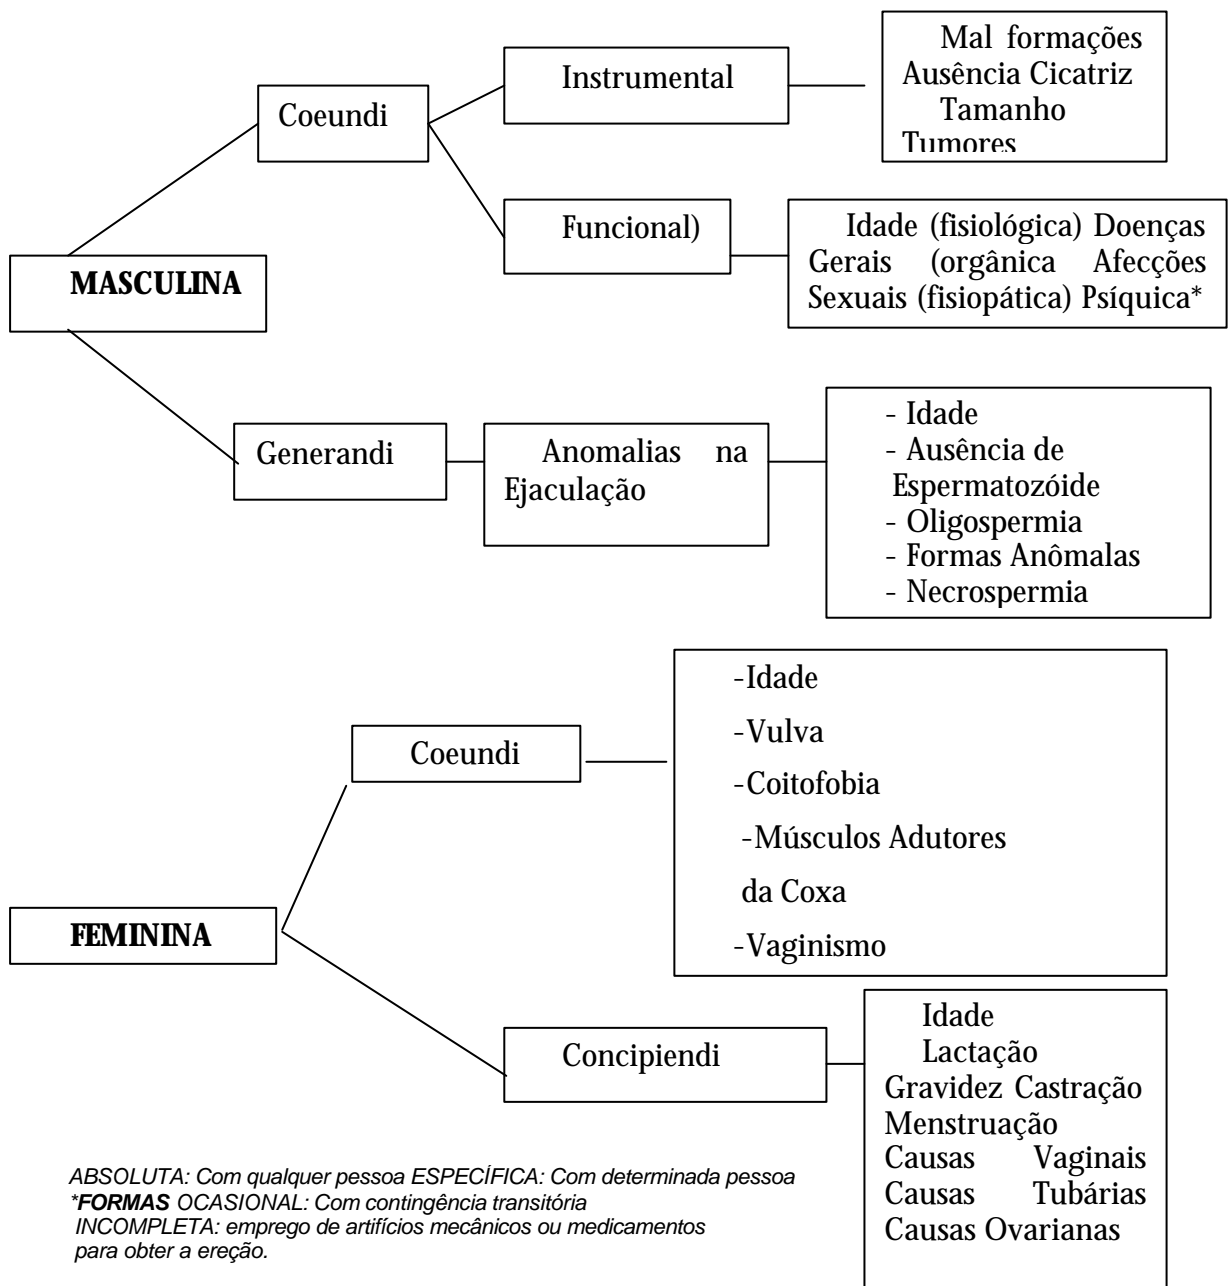 Mal formações
Ausência Cicatriz
Tamanho
Tumores
Instrumental
Coeundi
Funcional)
Idade (fisiológica) Doenças
Gerais (orgânica Afecções
Sexuais (fisiopática) Psíquica*
MASCULINA
Generandi
Anomalias na
Ejaculação
- Idade
- Ausência de
Espermatozóide
- Oligospermia
- Formas Anômalas
- Necrospermia
-Idade
-Vulva
-Coitofobia
-Músculos Adutores
da Coxa
-Vaginismo
Coeundi
FEMININA
Concipiendi
Idade
Lactação
Gravidez Castração
Menstruação
Causas Vaginais
Causas Tubárias
Causas Ovarianas
ABSOLUTA: Com qualquer pessoa ESPECÍFICA: Com determinada pessoa
*FORMAS OCASIONAL: Com contingência transitória
INCOMPLETA: emprego de artifícios mecânicos ou medicamentos
para obter a ereção.